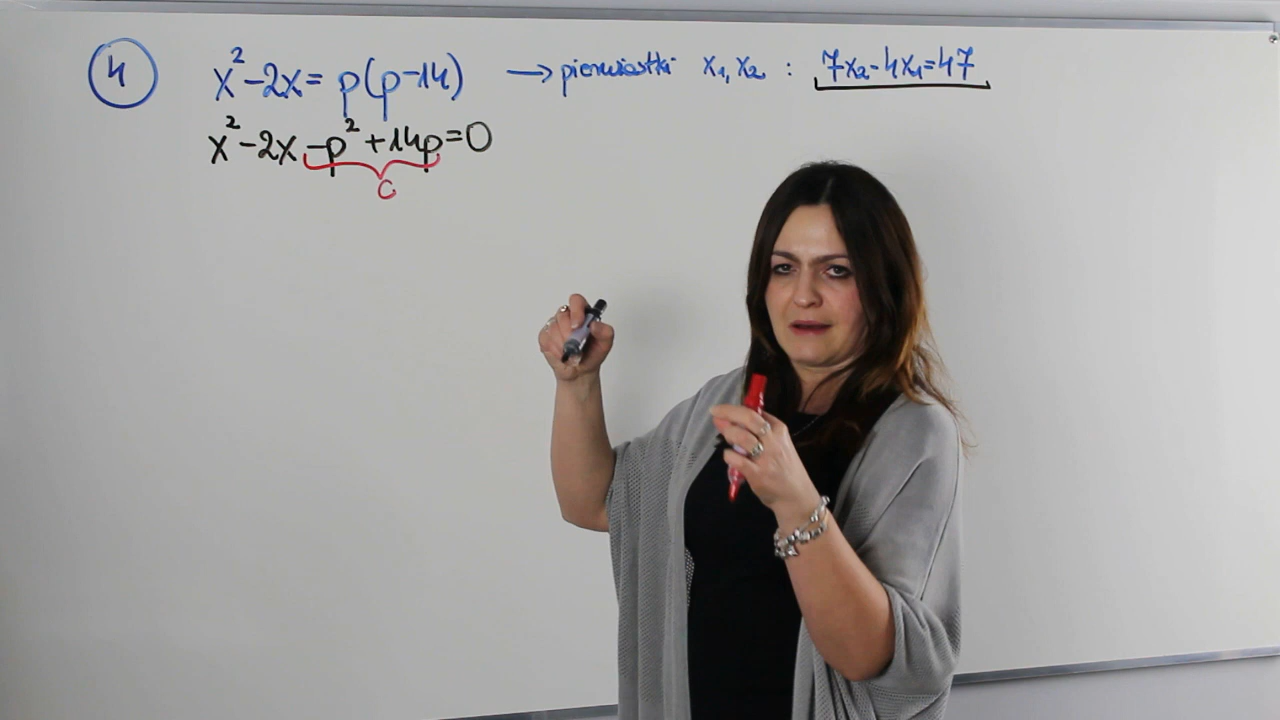 4 x²-2x= p(p-14) → pierwiastki x₁, x₂ : 7x₂-4x₁=47
x²-2x-p²+14p=0
c